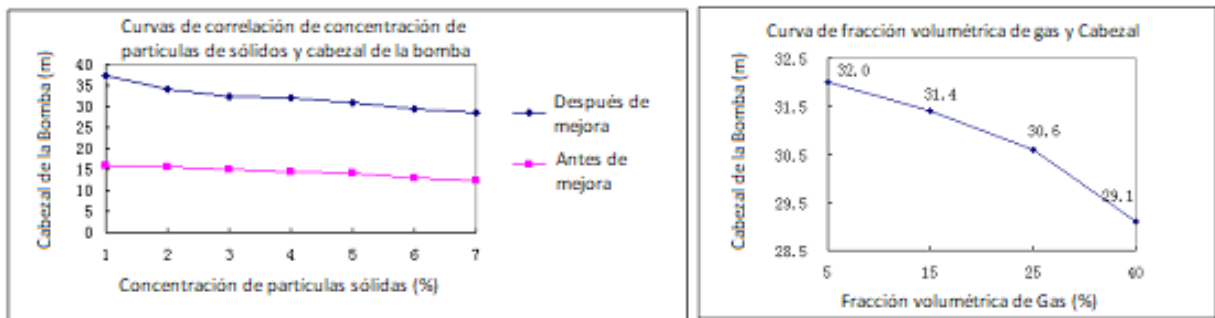 Curvas de correlación de concentración de
partículas de sólidos y cabezal de la bomba
Cabezal de la Bomba (m)
40
35
30
25
20
15
10
5
0
1 2 3 4 5 6 7
Concentración de partículas sólidas (%)
Después de
mejora
Antes de
mejora
Curva de fracción volumétrica de gas y Cabezal
Cabezal de la Bomba (m)
32.5
31.5
30.5
29.5
28.5
32.0
31.4
30.6
29.1
5 15 25 40
Fracción volumétrica de Gas (%)